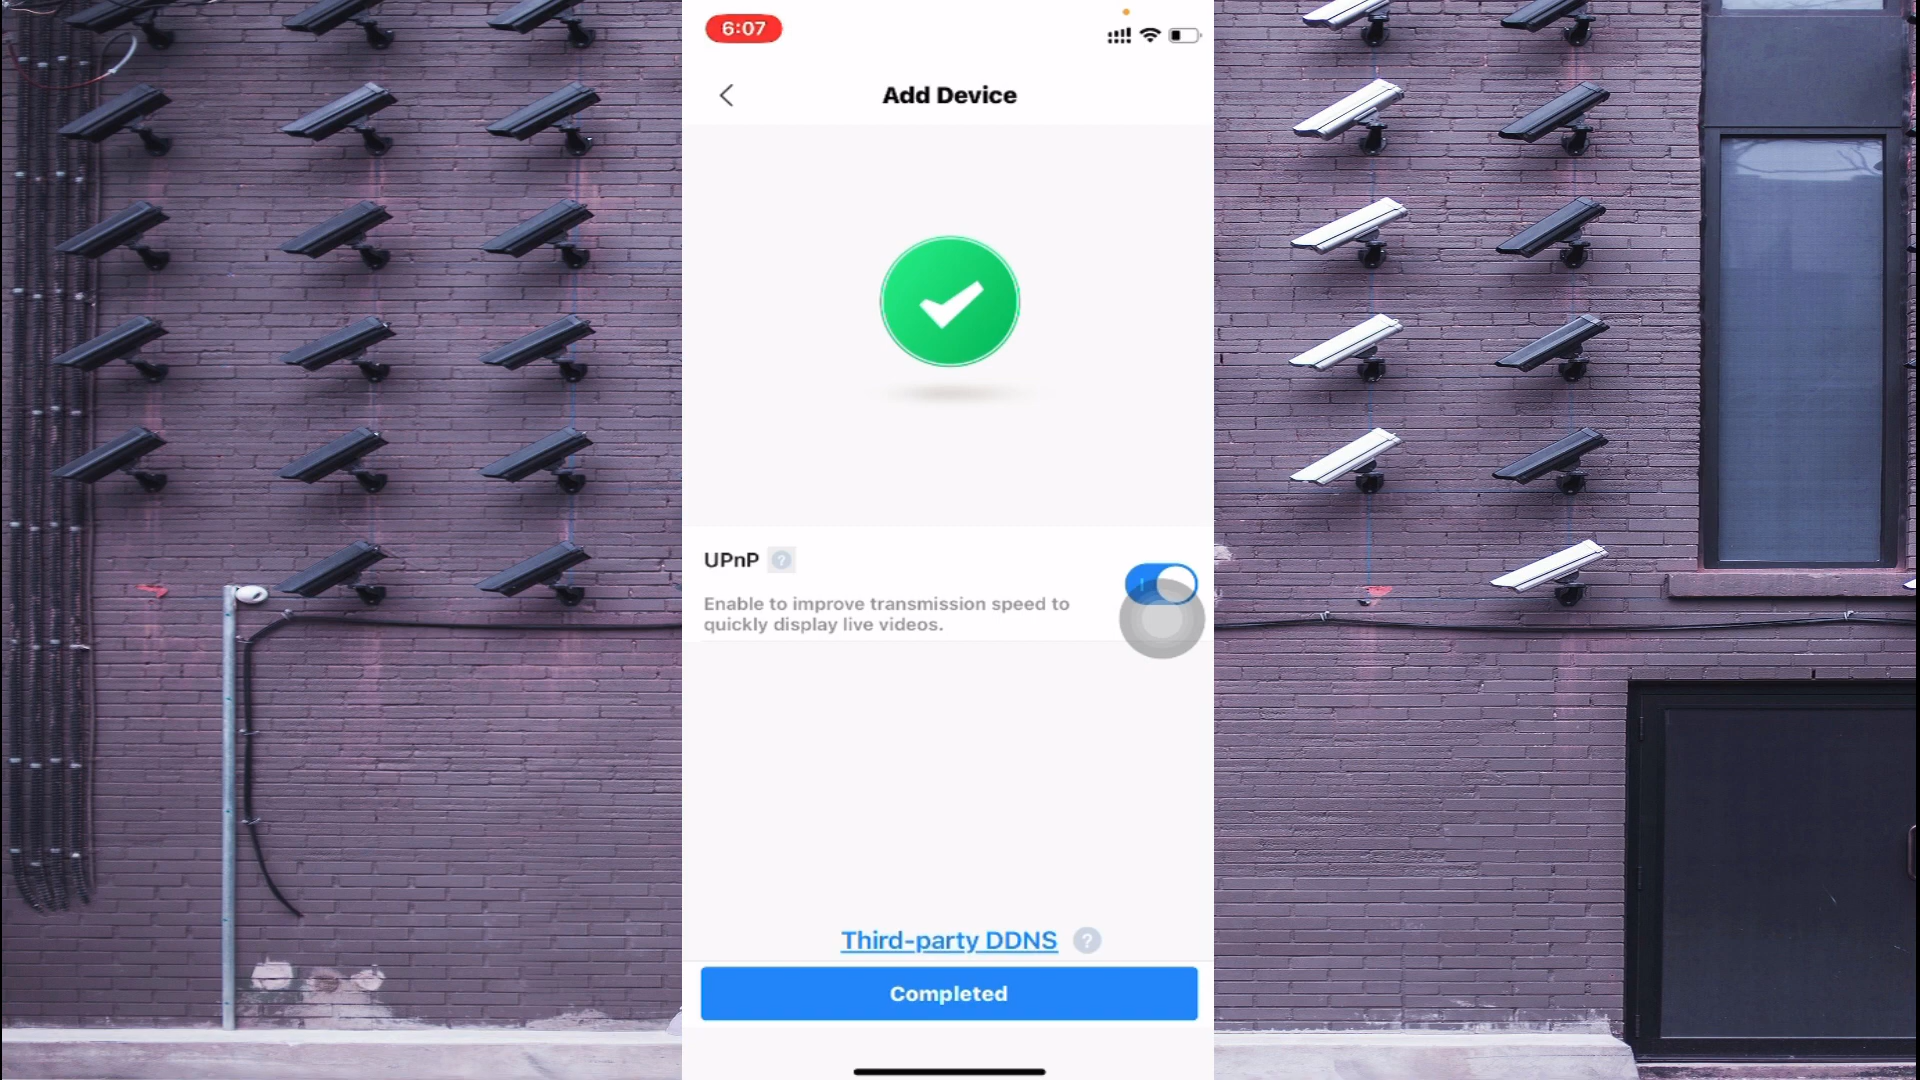 6:07
Add Device
UPnP ?
Enable to improve transmission speed to
quickly display live videos.
Third-party DDNS ?
Completed